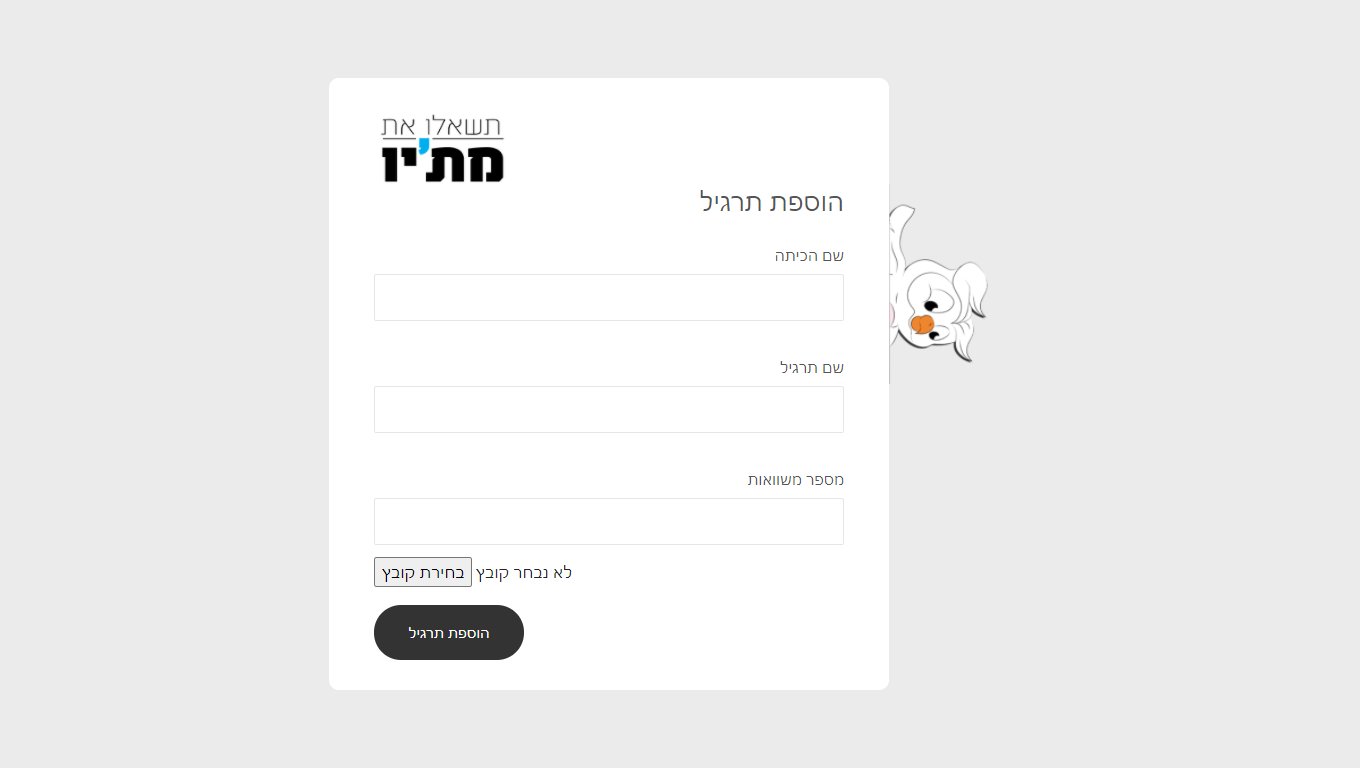 תשאלו את
מת'יו
הוספת תרגיל
שם הכיתה
שם תרגיל
מספר משוואות
בחירת קובץ לא נבחר קובץ
הוספת תרגיל